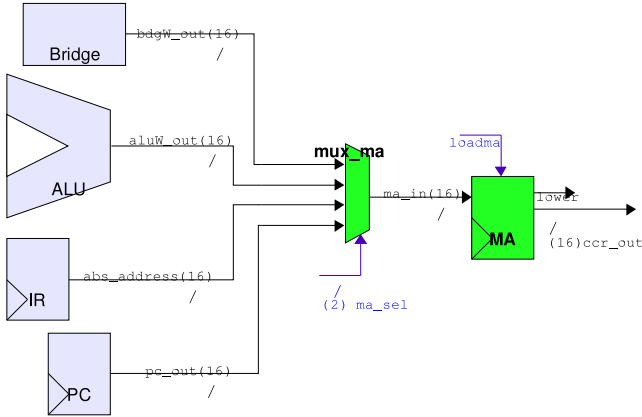 bdgW_out(16)
/
Bridge
aluW_out(16)
/
ALU
mux_ma
loadma
ma_in(16)
/
lower
MA
/
(16)ccr_out
abs_address(16)
/
IR
/
(2) ma_sel
pc_out(16)
/
PC